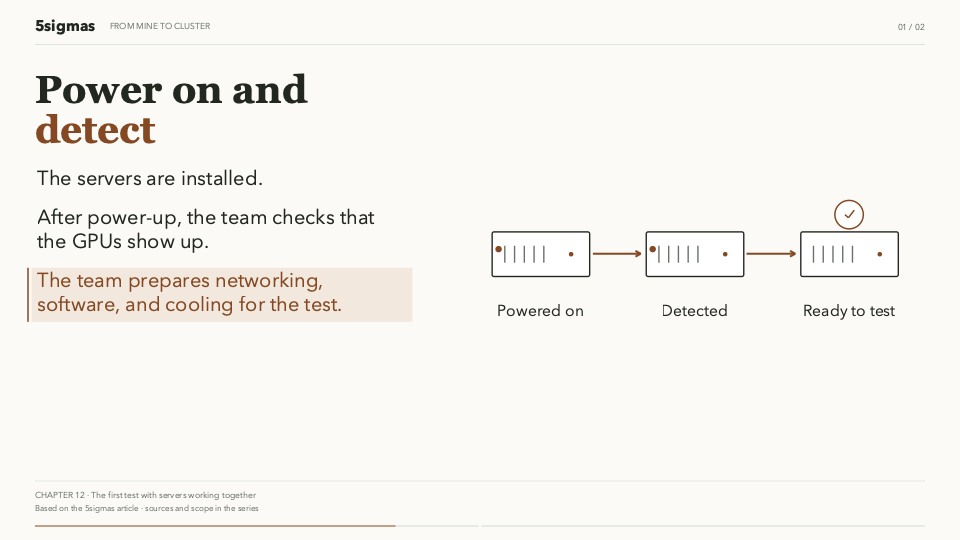 5sigmas
FROM MINE TO CLUSTER
01 / 02
Power on and
detect
The servers are installed.
After power-up, the team checks that
the GPUs show up.
The team prepares networking,
software, and cooling for the test.
Powered on
Detected
Ready to test
CHAPTER 12 · The first test with servers working together
Based on the 5sigmas article · sources and scope in the series